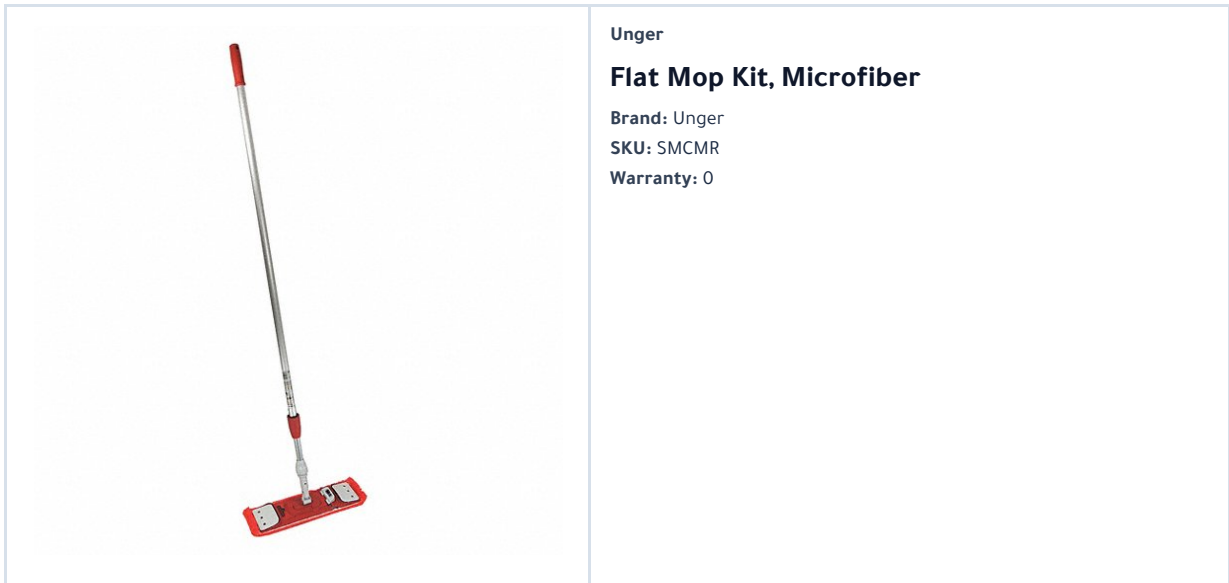 Unger
Flat Mop Kit, Microfiber
Brand: Unger
SKU: SMCMR
Warranty: 0